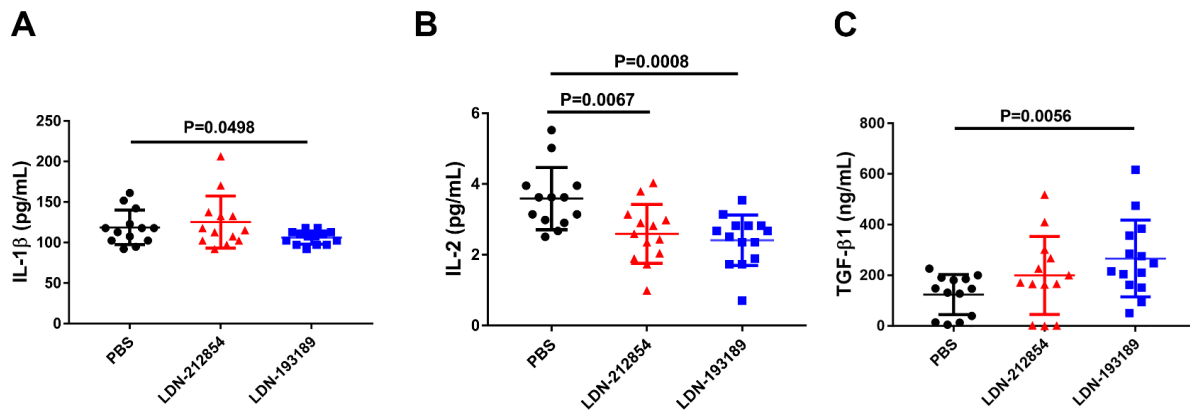 A
P=0.0498
IL-1β (pg/mL)
250
200
150
100
50
0
PBS
LDN-212854
LDN-193189
B
P=0.0008
P=0.0067
IL-2 (pg/mL)
6
4
2
0
PBS
LDN-212854
LDN-193189
C
P=0.0056
TGF-β1 (ng/mL)
800
600
400
200
0
PBS
LDN-212854
LDN-193189